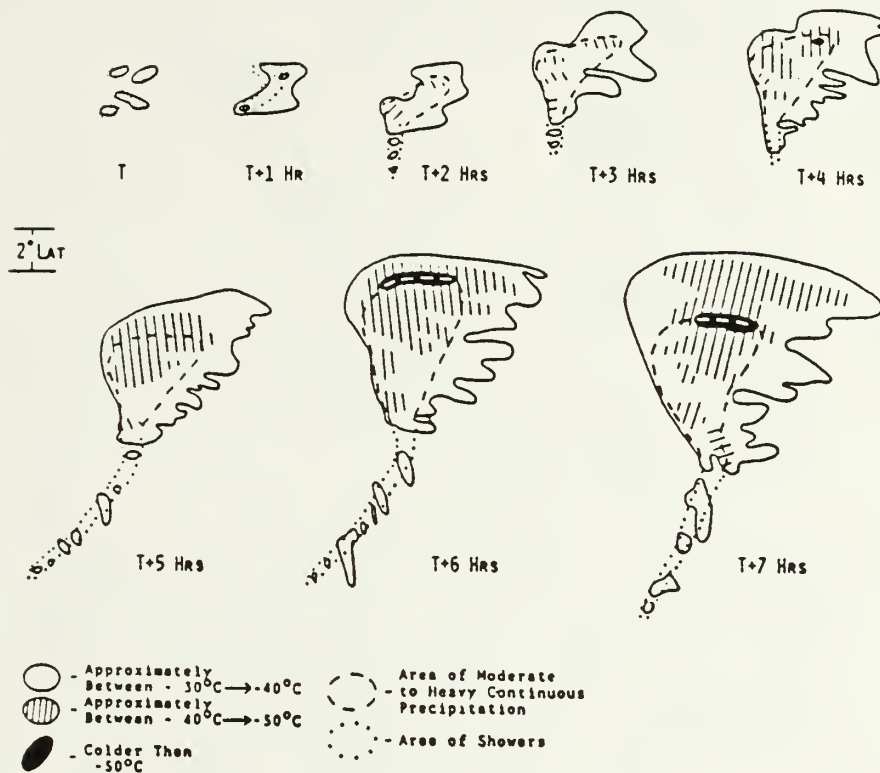 T
T+1 HR
T+2 HRS
T+3 HRS
T+4 HRS
2° LAT
T+5 HRS
T+6 HRS
T+7 HRS
- Approximately
Between - 30°C→-40°C
- Approximately
Between - 40°C→-50°C
- Colder Then
-50°C
- Area of Moderate
to Heavy Continuous
Precipitation
- Area of Showers